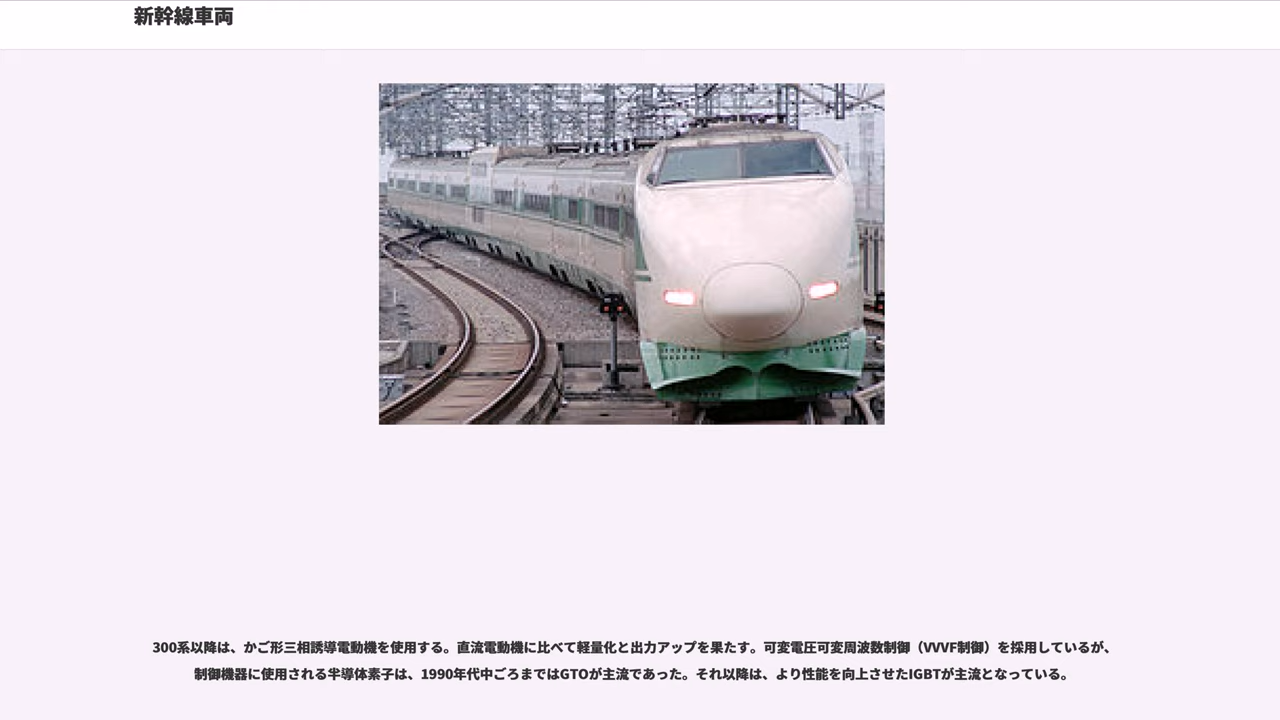 新幹線車両
300系以降は、かご形三相誘導電動機を使用する。直流電動機に比べて軽量化と出力アップを果たす。可変電圧可変周波数制御（VVVF制御）を採用しているが、
制御機器に使用される半導体素子は、1990年代中ごろまではGTOが主流であった。それ以降は、より性能を向上させたIGBTが主流となっている。